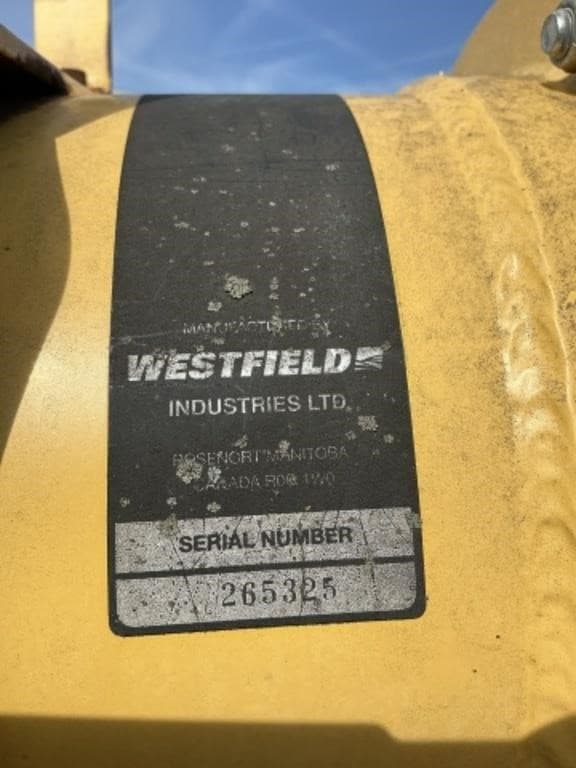 MANUFACTURED BY
WESTFIELD
INDUSTRIES LTD.
ROSENORT MANITOBA
CANADA R0G 1W0
SERIAL NUMBER
265325